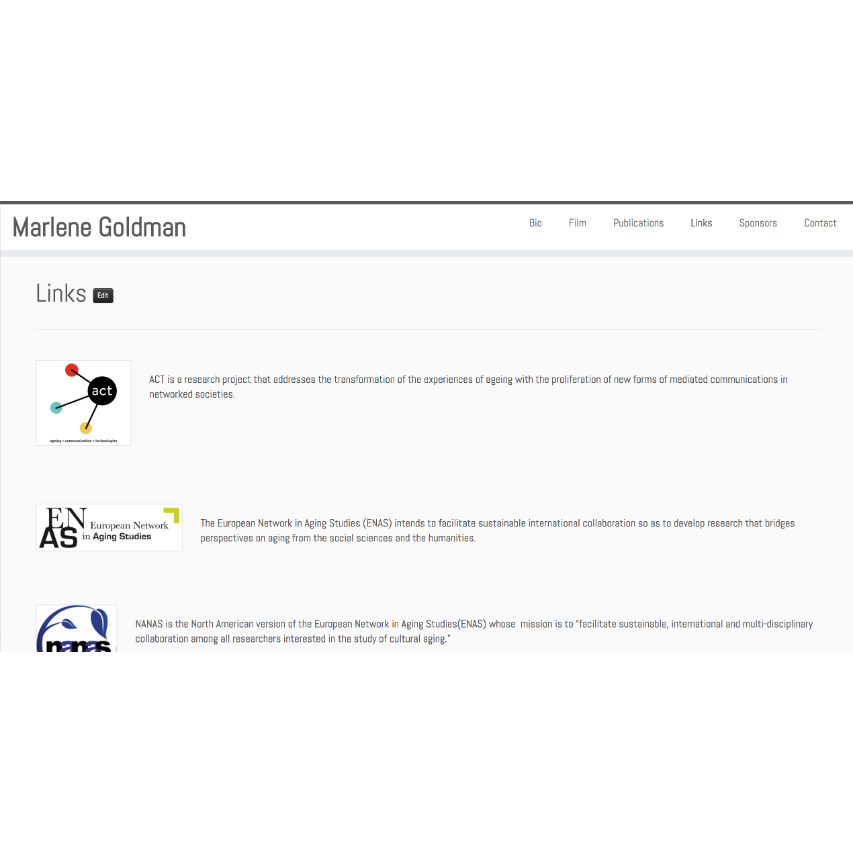 Marlene Goldman
Bio Film Publications Links Sponsors Contact
Links Edit
act
ageing + communication + technologies
ACT is a research project that addresses the transformation of the experiences of ageing with the proliferation of new forms of mediated communications in
networked societies.
EN
AS
European Network
in Aging Studies
The European Network in Aging Studies (ENAS) intends to facilitate sustainable international collaboration so as to develop research that bridges
perspectives on aging from the social sciences and the humanities.
nanas
NANAS is the North American version of the European Network in Aging Studies(ENAS) whose mission is to "facilitate sustainable, international and multi-disciplinary
collaboration among all researchers interested in the study of cultural aging."